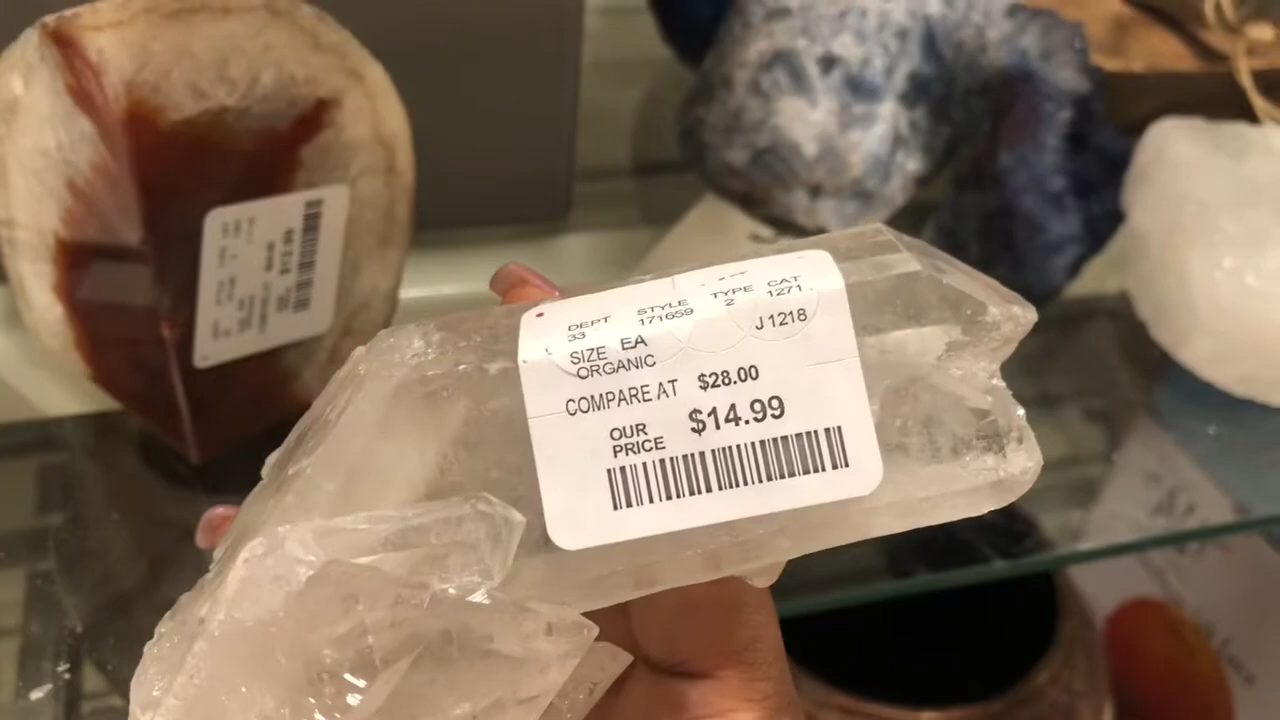 DEPT STYLE TYPE CAT
33 171659 2 1271
J1218
SIZE EA
ORGANIC
COMPARE AT $28.00
OUR PRICE $14.99